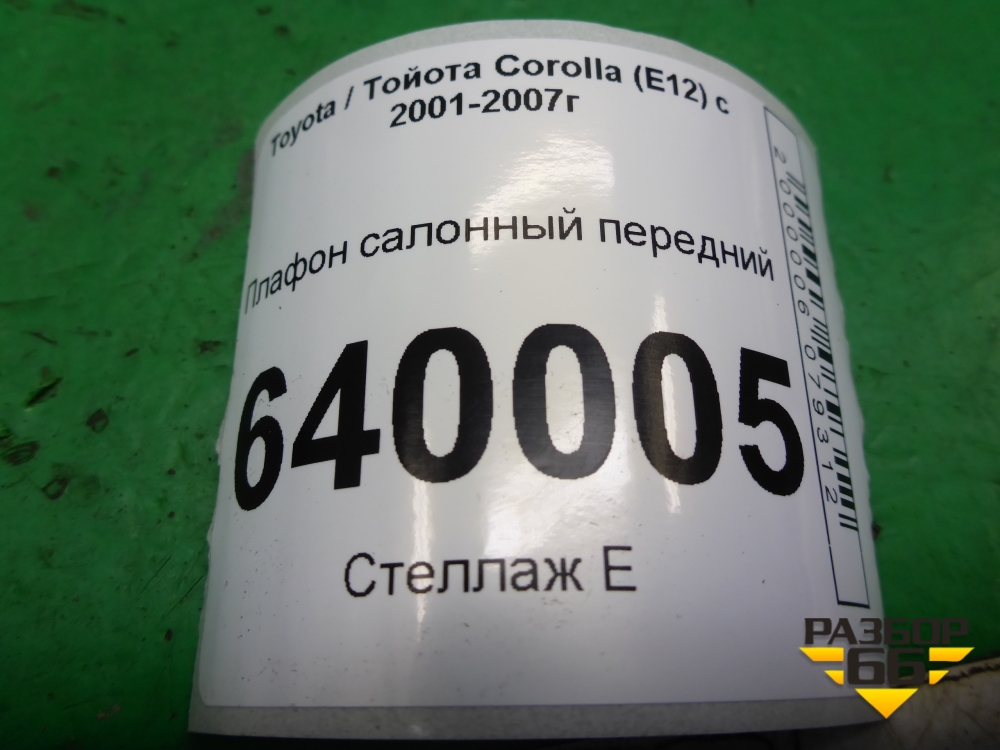 Toyota / Тойота Corolla (E12) с
2001-2007г
Плафон салонный передний
640005
Стеллаж Е
2000006079312
РАЗБОР
66